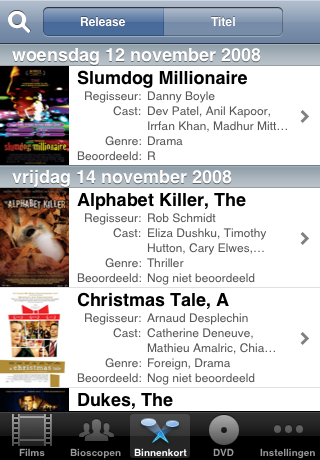 Release
Titel
woensdag 12 november 2008
Slumdog Millionaire
Regisseur: Danny Boyle
Cast: Dev Patel, Anil Kapoor,
Irrfan Khan, Madhur Mitt…
Genre: Drama
Beoordeeld: R
slumdog millionaire
vrijdag 14 november 2008
Alphabet Killer, The
Regisseur: Rob Schmidt
Cast: Eliza Dushku, Timothy
Hutton, Cary Elwes,…
Genre: Thriller
Beoordeeld: Nog niet beoordeeld
ALPHABET KILLER
Christmas Tale, A
Regisseur: Arnaud Desplechin
Cast: Catherine Deneuve,
Mathieu Amalric, Chia…
Genre: Foreign, Drama
Beoordeeld: Nog niet beoordeeld
a christmas tale
Dukes, The
Films
Bioscopen
Binnenkort
DVD
Instellingen